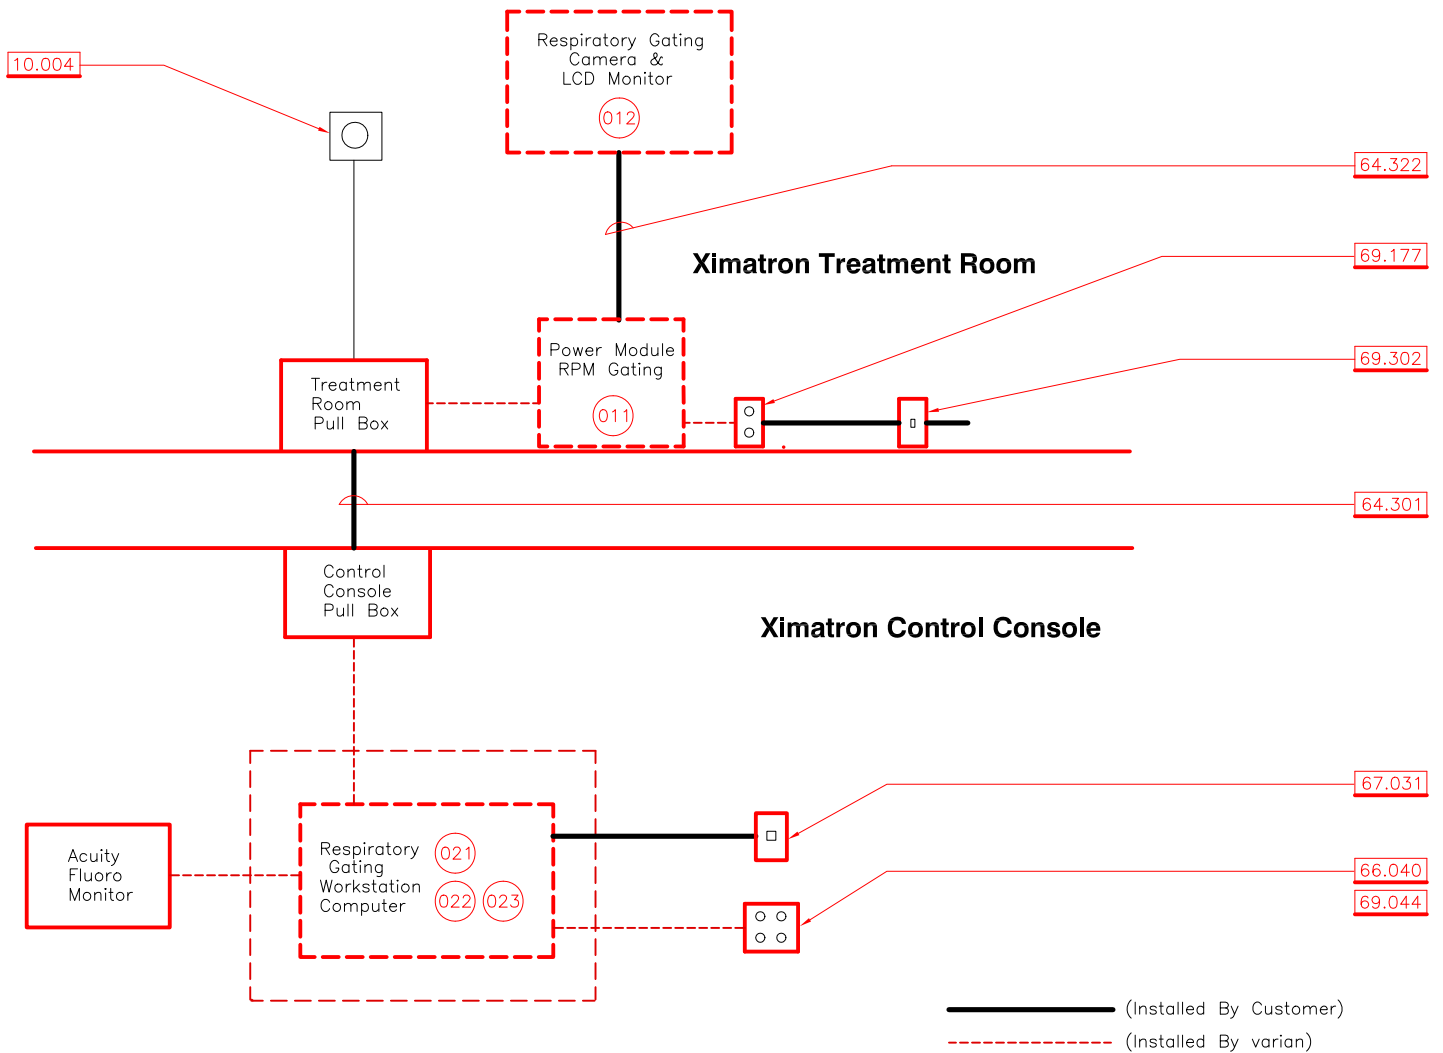 10.004
Respiratory Gating
Camera &
LCD Monitor
012
64.322
69.177
Ximatron Treatment Room
69.302
Power Module
RPM Gating
011
Treatment
Room
Pull Box
64.301
Control
Console
Pull Box
Ximatron Control Console
67.031
Acuity
Fluoro
Monitor
Respiratory
Gating
Workstation
Computer
021
022
023
66.040
69.044
(Installed By Customer)
(Installed By varian)